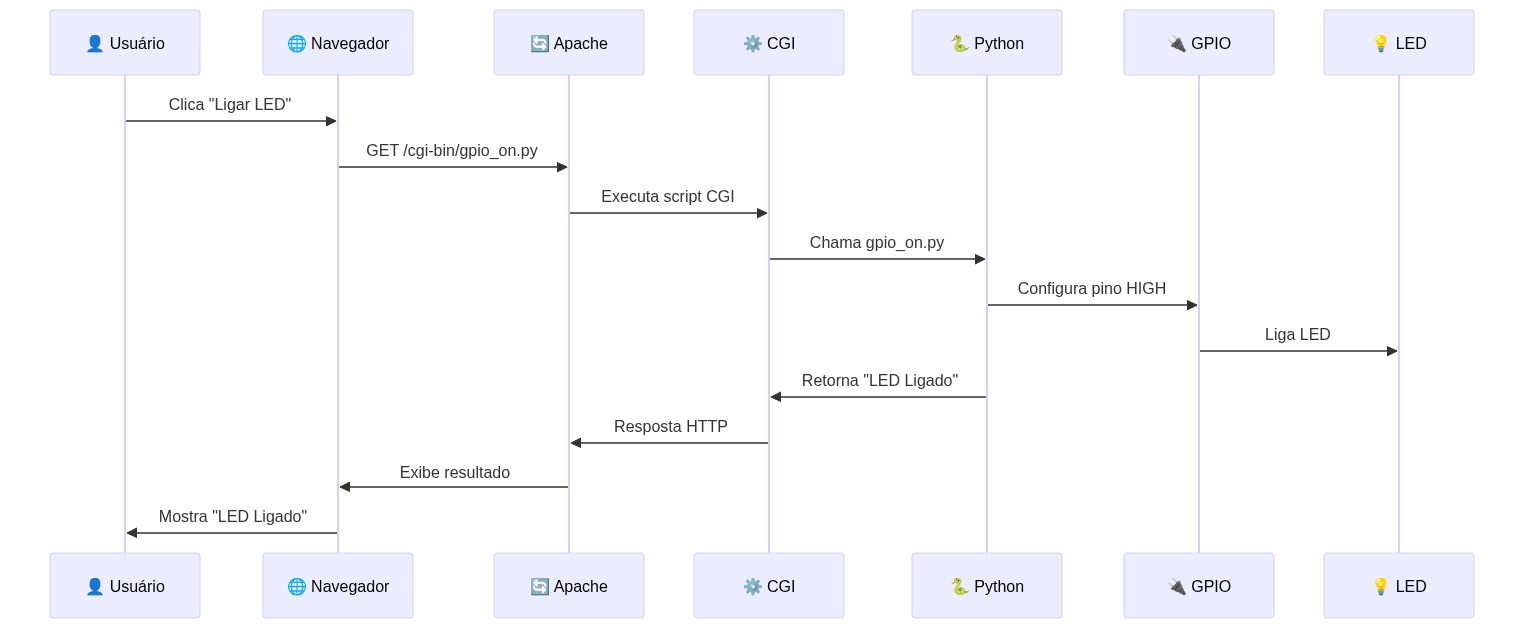 👤 Usuário
🌐 Navegador
🔄 Apache
⚙️ CGI
🐍 Python
🔌 GPIO
💡 LED
Clica "Ligar LED"
GET /cgi-bin/gpio_on.py
Executa script CGI
Chama gpio_on.py
Configura pino HIGH
Liga LED
Retorna "LED Ligado"
Resposta HTTP
Exibe resultado
Mostra "LED Ligado"
👤 Usuário
🌐 Navegador
🔄 Apache
⚙️ CGI
🐍 Python
🔌 GPIO
💡 LED